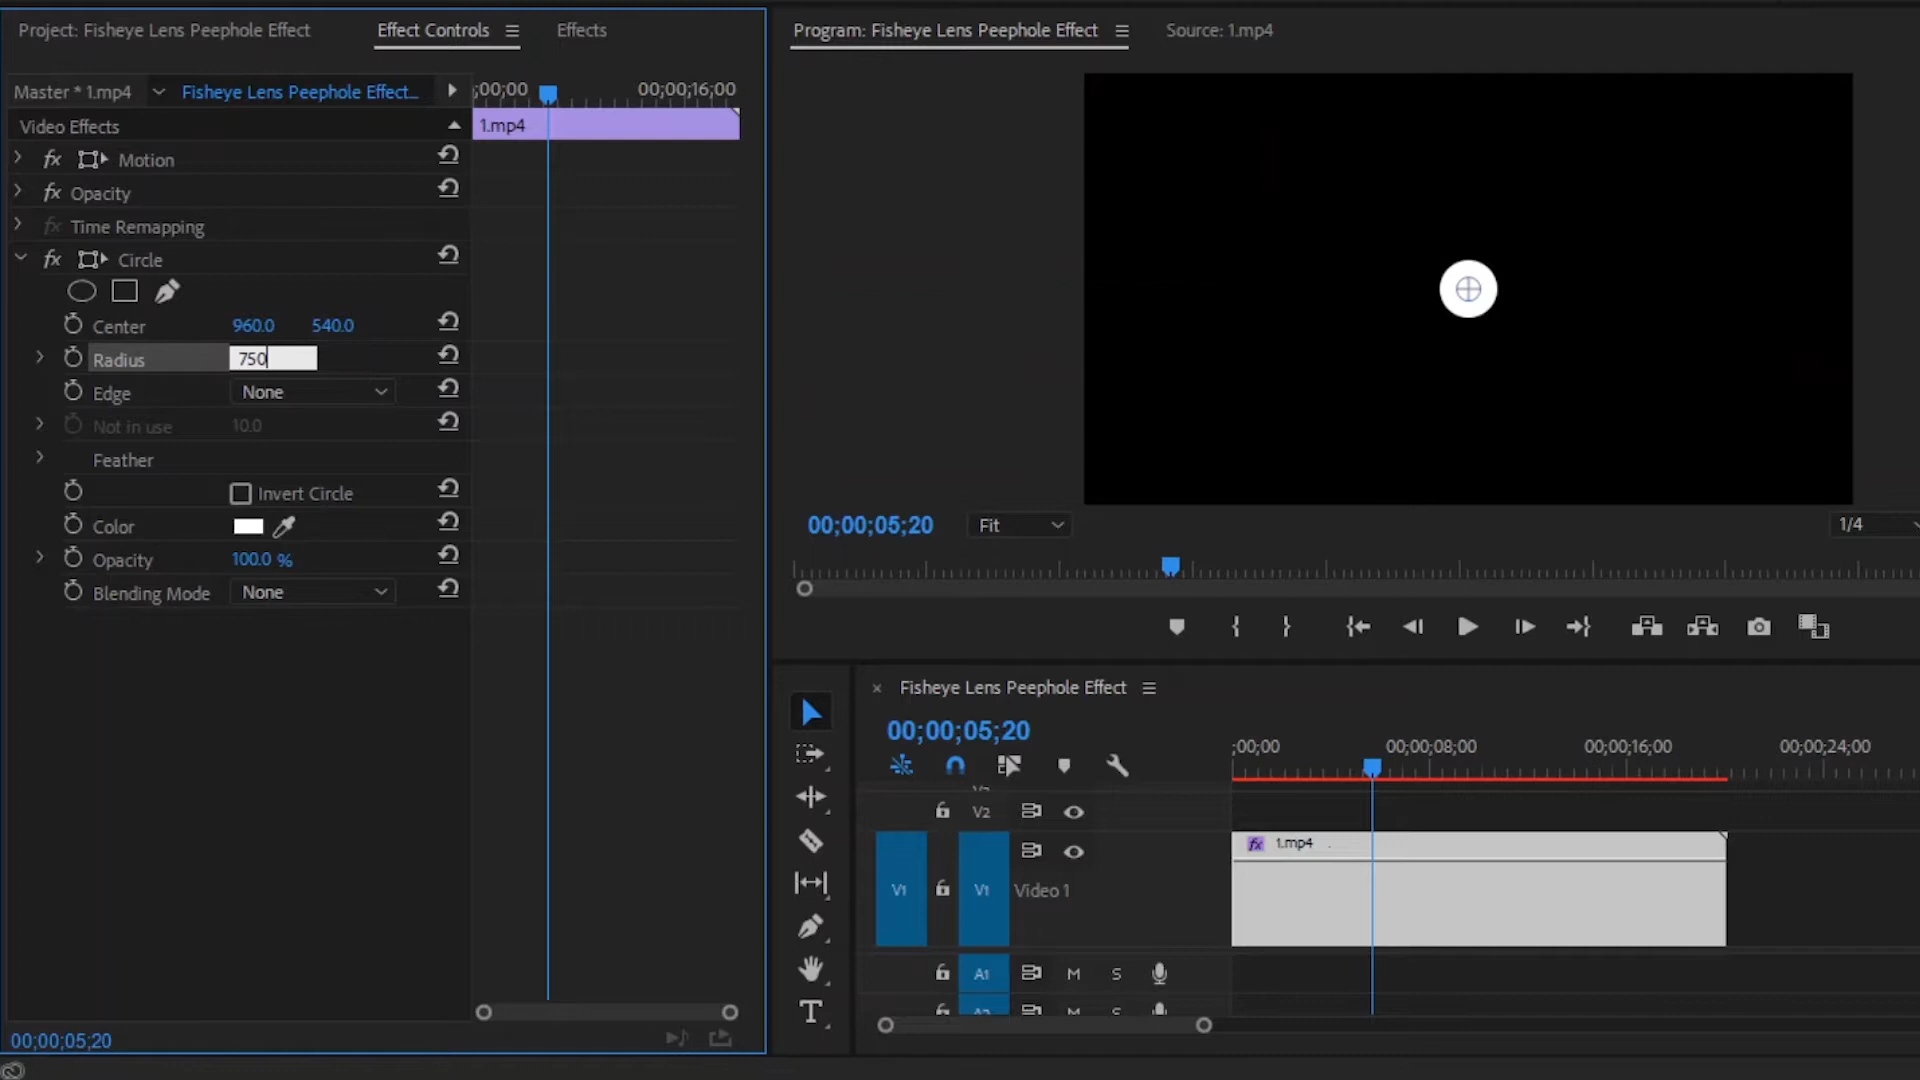 Project: Fisheye Lens Peephole Effect
Effect Controls
Effects
Program: Fisheye Lens Peephole Effect
Source: 1.mp4
Master * 1.mp4
Fisheye Lens Peephole Effect...
;00;00
00;00;16;00
Video Effects
1.mp4
fx Motion
fx Opacity
fx Time Remapping
fx Circle
Center 960.0 540.0
Radius 750
Edge None
Not in use 10.0
Feather
Invert Circle
Color
Opacity 100.0 %
Blending Mode None
00;00;05;20
00;00;05;20
Fit
1/4
Fisheye Lens Peephole Effect
00;00;05;20
;00;00
00;00;08;00
00;00;16;00
00;00;24;00
V2
fx 1.mp4
V1
V1
Video 1
A1
M
S
T